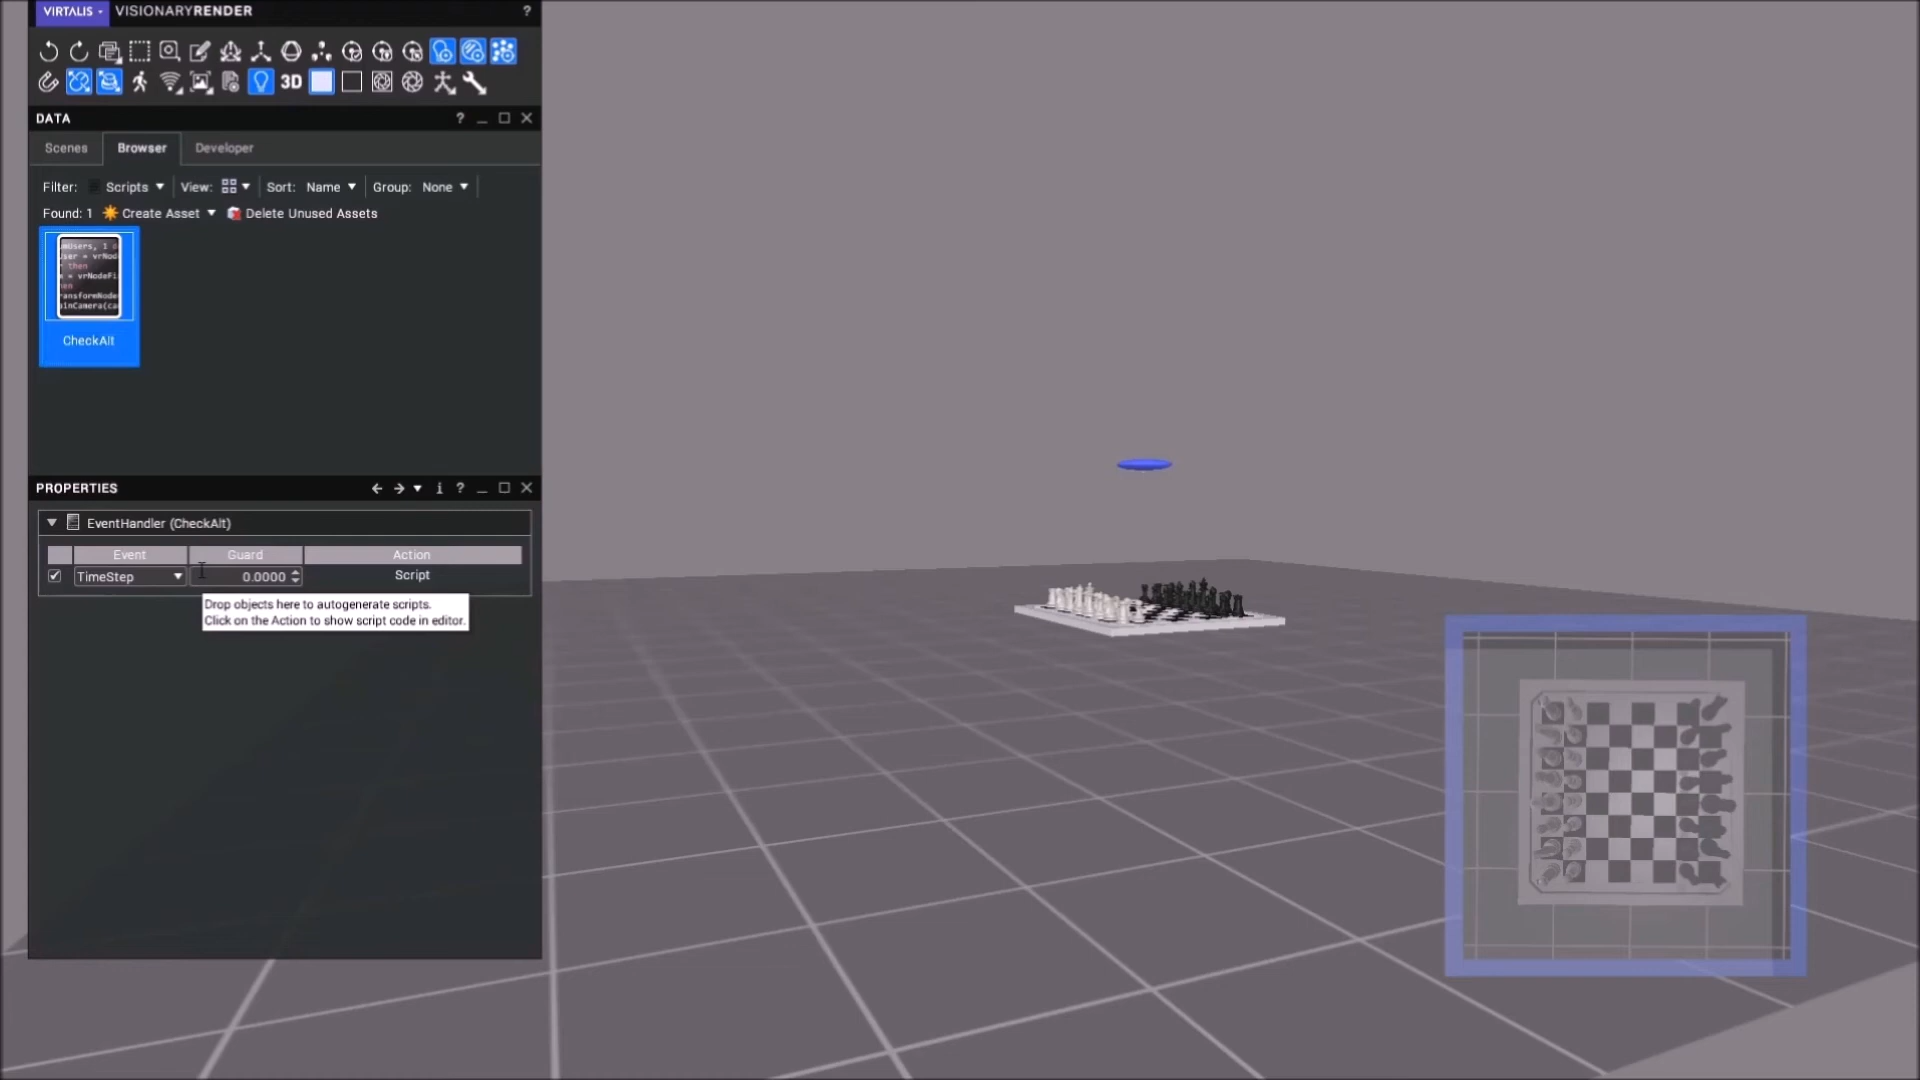 VIRTALIS VISIONARYRENDER ?
3D
DATA ?
Scenes Browser Developer
Filter: Scripts View: Sort: Name Group: None
Found: 1 Create Asset Delete Unused Assets
then
CheckAlt
PROPERTIES i ?
EventHandler (CheckAlt)
Event Guard Action
TimeStep 0.0000 Script
Drop objects here to autogenerate scripts.
Click on the Action to show script code in editor.